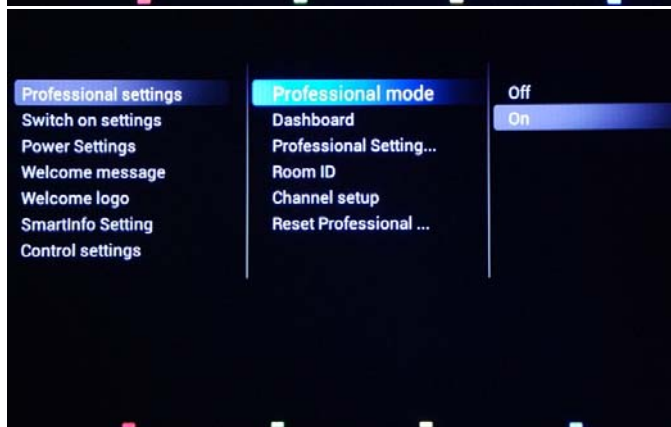 Professional settings
Switch on settings
Power Settings
Welcome message
Welcome logo
SmartInfo Setting
Control settings
Professional mode
Dashboard
Professional Setting...
Room ID
Channel setup
Reset Professional ...
Off
On